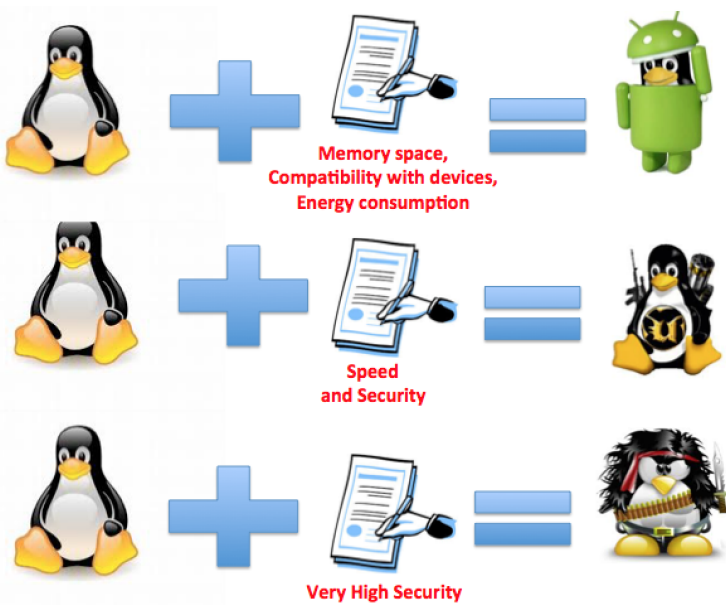 Memory space,
Compatibility with devices,
Energy consumption
Speed
and Security
Very High Security